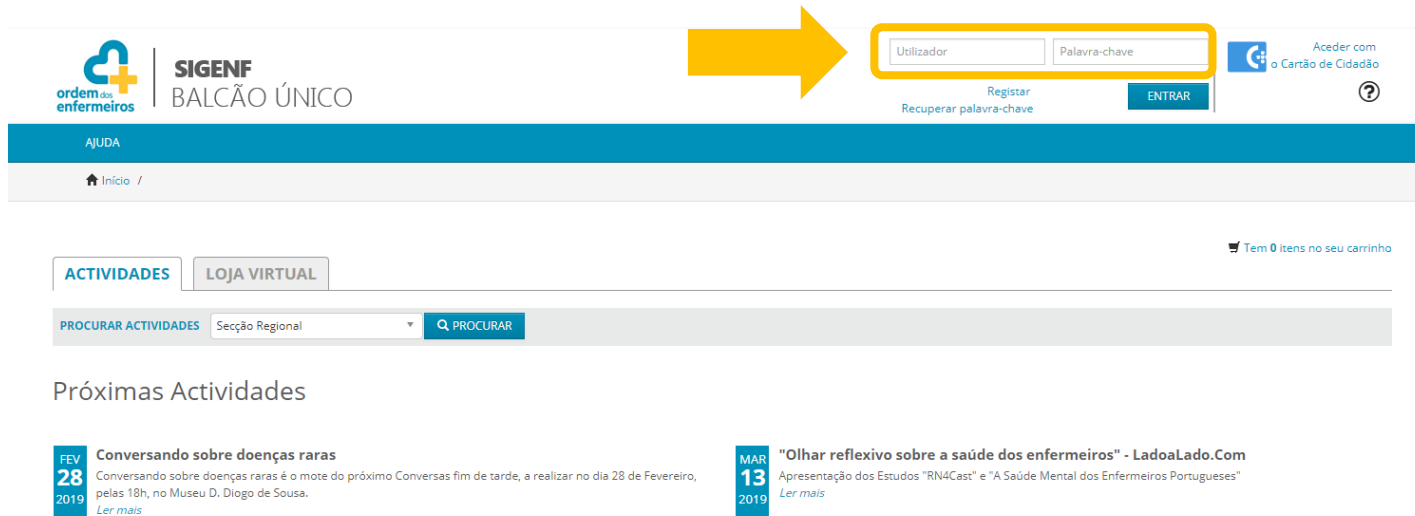 ordem dos
enfermeiros
SIGENF
BALCÃO ÚNICO
Utilizador
Palavra-chave
Registar
Recuperar palavra-chave
ENTRAR
Aceder com
o Cartão de Cidadão
?
AJUDA
Início /
Tem 0 itens no seu carrinho
ACTIVIDADES
LOJA VIRTUAL
PROCURAR ACTIVIDADES
Secção Regional
PROCURAR
Próximas Actividades
FEV
28
2019
Conversando sobre doenças raras
Conversando sobre doenças raras é o mote do próximo Conversas fim de tarde, a realizar no dia 28 de Fevereiro,
pelas 18h, no Museu D. Diogo de Sousa.
Ler mais
MAR
13
2019
"Olhar reflexivo sobre a saúde dos enfermeiros" - LadoaLado.Com
Apresentação dos Estudos "RN4Cast" e "A Saúde Mental dos Enfermeiros Portugueses"
Ler mais